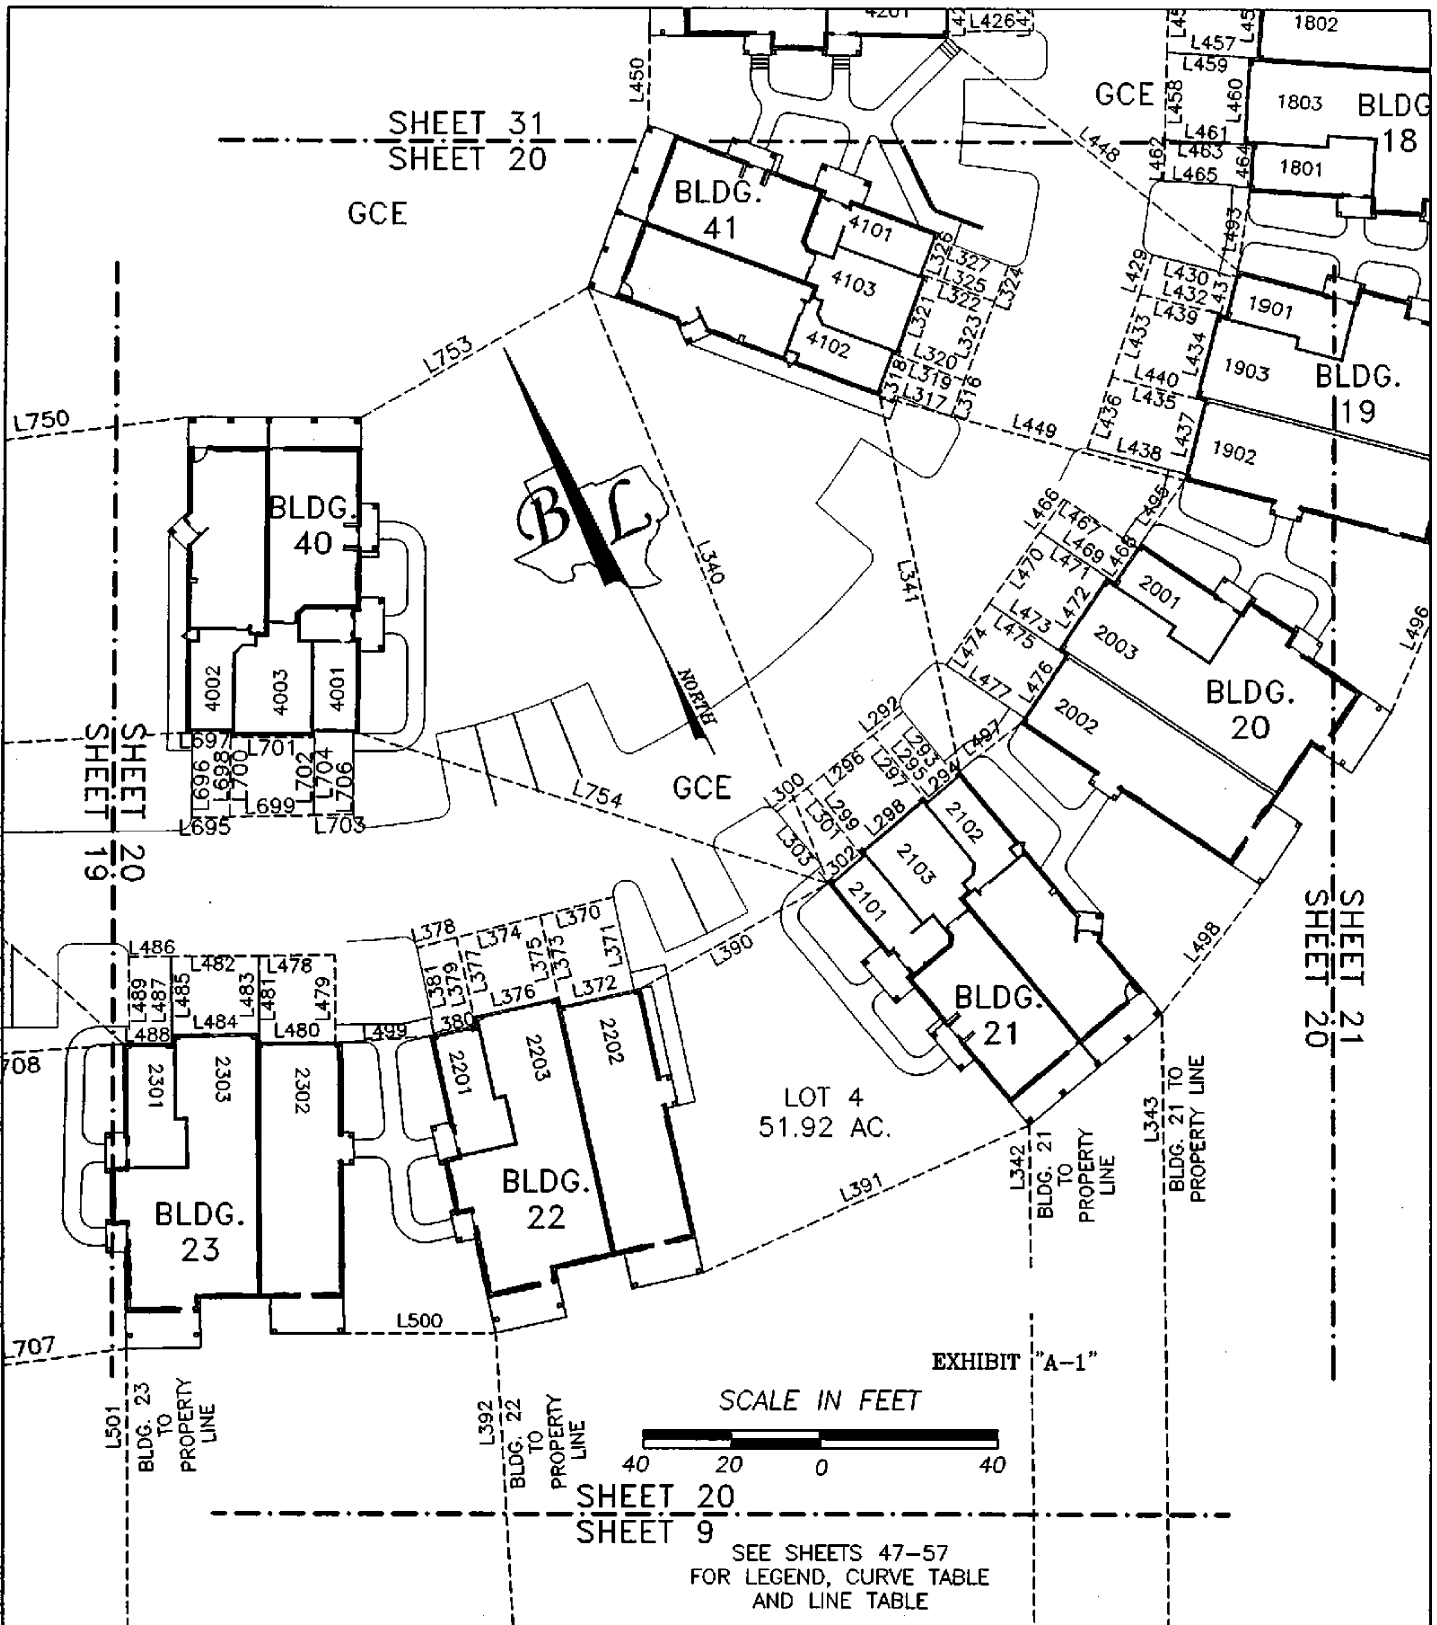 4201
L426
L450
SHEET 31
SHEET 20
GCE
GCE
L457
L459
L458
L460
L461
L462
L463
464
L465
1802
1803
BLDG
18
1801
L448
BLDG.
41
4101
4103
4102
L326
L327
L325
L324
L322
L321
L323
L320
L319
L318
L317
L316
L429
L430
L432
L493
43
L439
L433
L434
L440
L435
L436
L437
L438
1901
1903
BLDG.
19
1902
L449
L753
L750
BLDG.
40
4002
4003
4001
B L
NORTH
L340
L341
L466
L467
L495
L469
L468
L470
L471
L472
L473
L475
L474
L476
L477
2001
2003
2002
BLDG.
20
L496
L497
SHEET 20
SHEET 19
L697
L701
L696
L698
L700
L702
L704
L706
L699
L695
L703
L754
GCE
L292
L293
L295
L294
L296
L297
L298
L299
L300
L301
302
L303
2102
2103
2101
BLDG.
21
L498
SHEET 21
SHEET 20
L378
L374
L370
L381
L379
L377
L375
L373
L371
L376
L372
380
L390
L486
L482
L478
L489
L487
L485
L483
L481
L479
488
L484
L480
L499
708
2301
2303
2302
BLDG.
23
2201
2203
2202
BLDG.
22
LOT 4
51.92 AC.
L391
L342
BLDG. 21
TO
PROPERTY
LINE
L343
BLDG. 21 TO
PROPERTY LINE
L707
L500
L501
BLDG. 23
TO
PROPERTY
LINE
L392
BLDG. 22
TO
PROPERTY
LINE
EXHIBIT "A-1"
SCALE IN FEET
40 20 0 40
SHEET 20
SHEET 9
SEE SHEETS 47-57
FOR LEGEND, CURVE TABLE
AND LINE TABLE